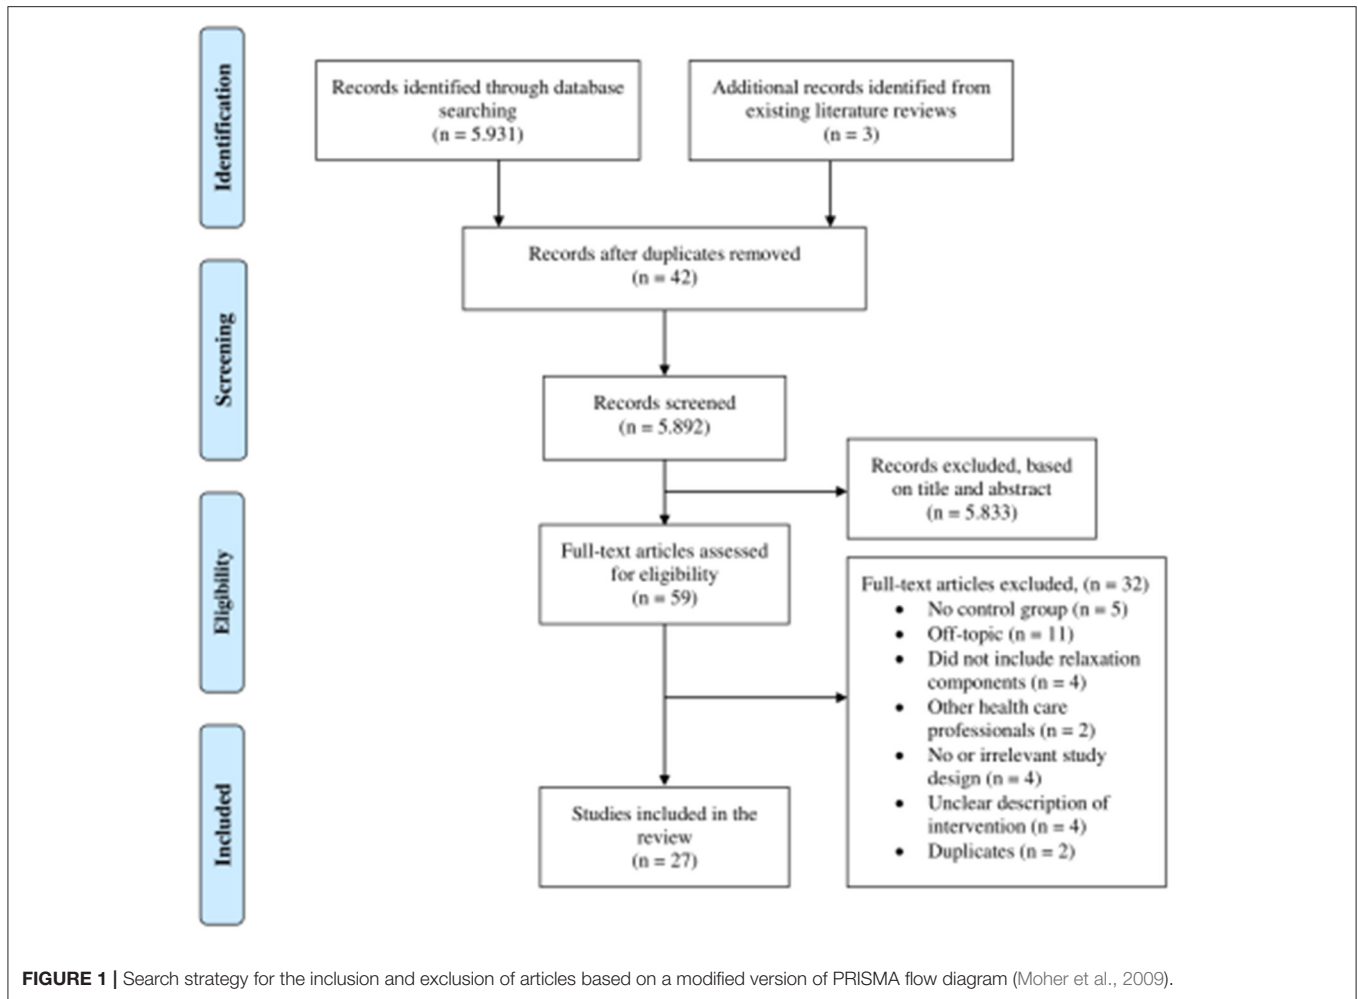 Identification
Records identified through database
searching
(n = 5.931)
Additional records identified from
existing literature reviews
(n = 3)
Records after duplicates removed
(n = 42)
Screening
Records screened
(n = 5.892)
Records excluded, based
on title and abstract
(n = 5.833)
Eligibility
Full-text articles assessed
for eligibility
(n = 59)
Full-text articles excluded, (n = 32)
• No control group (n = 5)
• Off-topic (n = 11)
• Did not include relaxation
components (n = 4)
• Other health care
professionals (n = 2)
• No or irrelevant study
design (n = 4)
• Unclear description of
intervention (n = 4)
• Duplicates (n = 2)
Included
Studies included in the
review
(n = 27)
FIGURE 1 | Search strategy for the inclusion and exclusion of articles based on a modified version of PRISMA flow diagram (Moher et al., 2009).